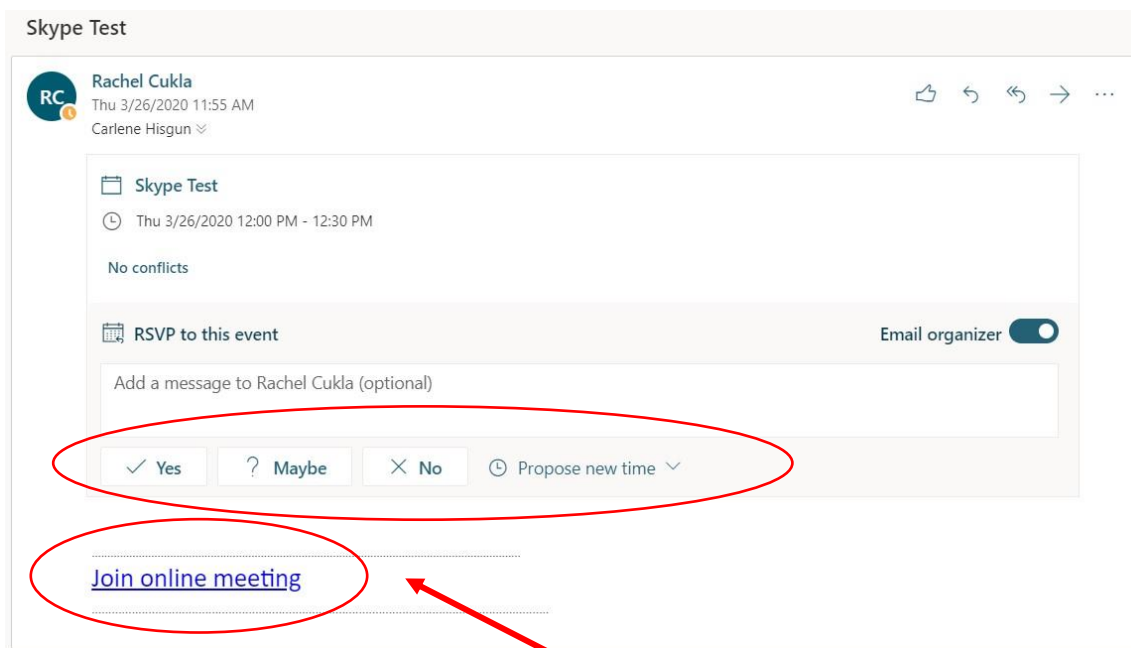 Skype Test
RC
Rachel Cukla
Thu 3/26/2020 11:55 AM
Carlene Hisgun
Skype Test
Thu 3/26/2020 12:00 PM - 12:30 PM
No conflicts
RSVP to this event
Email organizer
Add a message to Rachel Cukla (optional)
Yes ? Maybe No Propose new time
Join online meeting